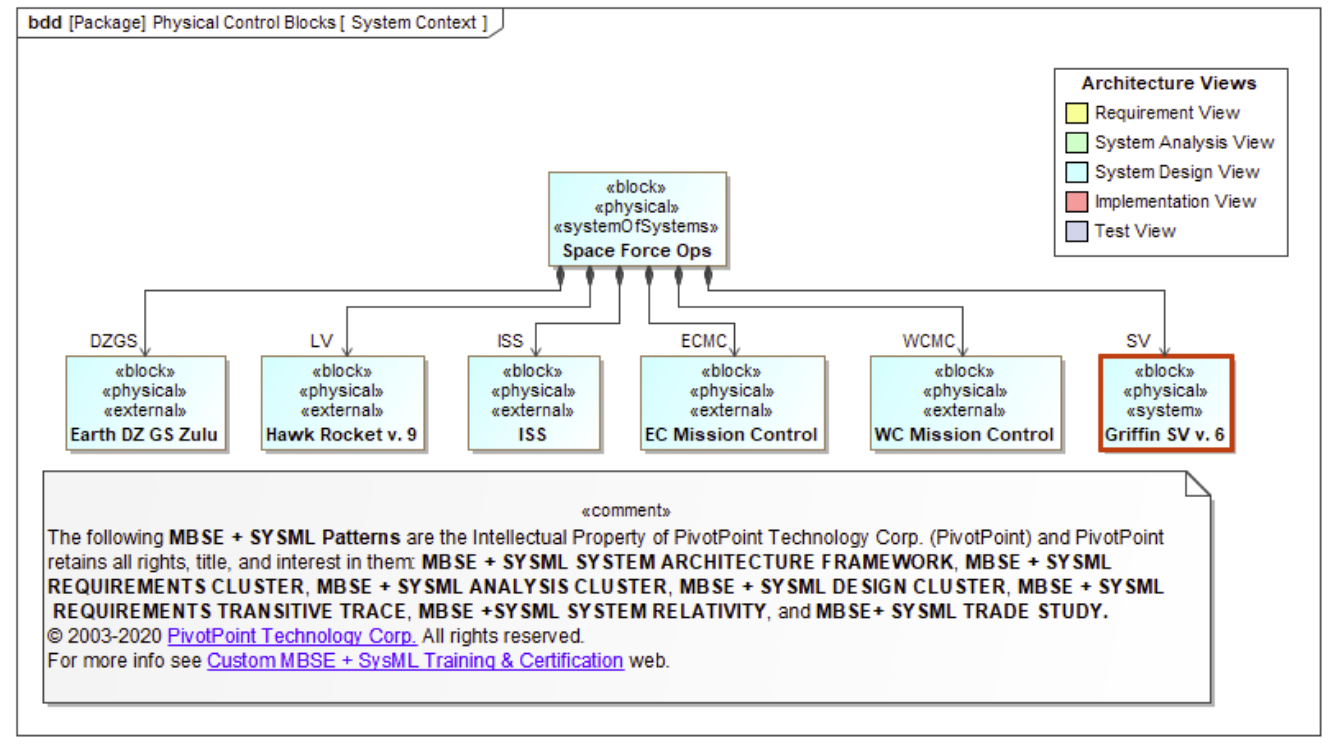 bdd [Package] Physical Control Blocks [ System Context ]
Architecture Views
Requirement View
System Analysis View
System Design View
Implementation View
Test View
«block»
«physical»
«systemOfSystems»
Space Force Ops
DZGS
LV
ISS
ECMC
WCMC
SV
«block»
«physical»
«external»
Earth DZ GS Zulu
«block»
«physical»
«external»
Hawk Rocket v. 9
«block»
«physical»
«external»
ISS
«block»
«physical»
«external»
EC Mission Control
«block»
«physical»
«external»
WC Mission Control
«block»
«physical»
«system»
Griffin SV v. 6
«comment»
The following MBSE + SYSML Patterns are the Intellectual Property of PivotPoint Technology Corp. (PivotPoint) and PivotPoint
retains all rights, title, and interest in them: MBSE + SYSML SYSTEM ARCHITECTURE FRAMEWORK, MBSE + SYSML
REQUIREMENTS CLUSTER, MBSE + SYSML ANALYSIS CLUSTER, MBSE + SYSML DESIGN CLUSTER, MBSE + SYSML
REQUIREMENTS TRANSITIVE TRACE, MBSE +SYSML SYSTEM RELATIVITY, and MBSE+ SYSML TRADE STUDY.
© 2003-2020 PivotPoint Technology Corp. All rights reserved.
For more info see Custom MBSE + SysML Training & Certification web.